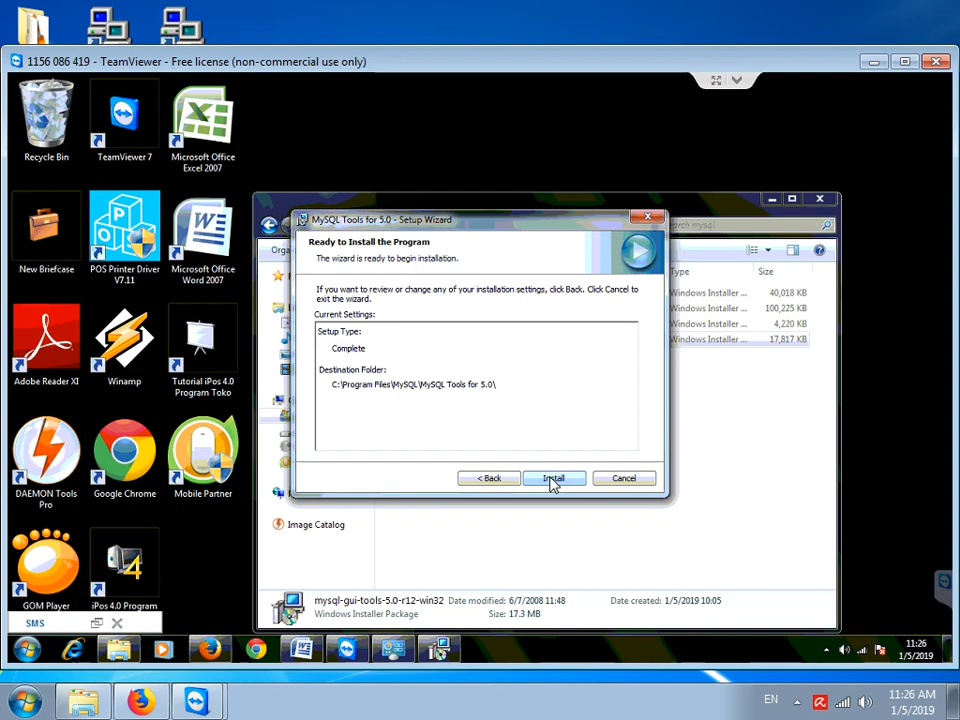 1156 086 419 - TeamViewer - Free license (non-commercial use only)
Recycle Bin
TeamViewer 7
Microsoft Office
Excel 2007
New Briefcase
POS Printer Driver
V7.11
Microsoft Office
Word 2007
Adobe Reader XI
Winamp
Tutorial iPos 4.0
Program Toko
DAEMON Tools
Pro
Google Chrome
Mobile Partner
GOM Player
iPos 4.0 Program
SMS
MySQL Tools for 5.0 - Setup Wizard
Ready to Install the Program
The wizard is ready to begin installation.
If you want to review or change any of your installation settings, click Back. Click Cancel to
exit the wizard.
Current Settings:
Setup Type:
Complete
Destination Folder:
C:\Program Files\MySQL\MySQL Tools for 5.0\
< Back
Install
Cancel
mysql
Type
Size
Windows Installer ...
40,018 KB
Windows Installer ...
100,225 KB
Windows Installer ...
4,220 KB
Windows Installer ...
17,817 KB
Image Catalog
mysql-gui-tools-5.0-r12-win32
Date modified: 6/7/2008 11:48
Date created: 1/5/2019 10:05
Windows Installer Package
Size: 17.3 MB
11:26
1/5/2019
EN
11:26 AM
1/5/2019